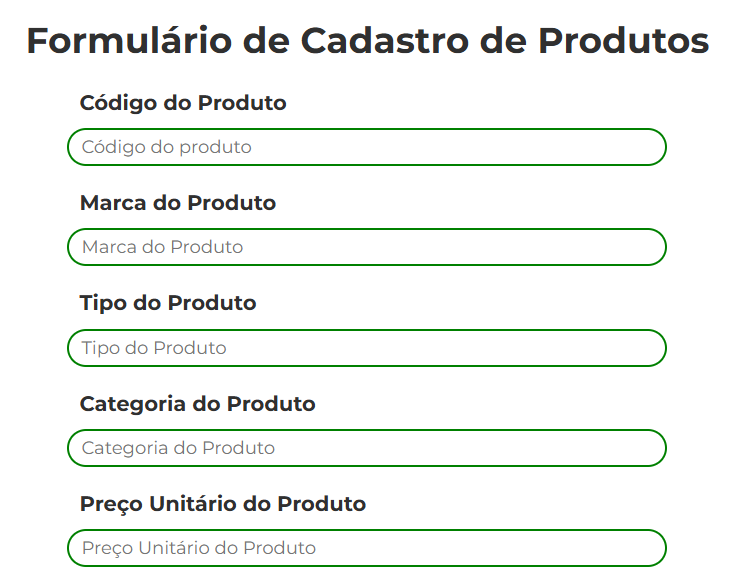 Formulário de Cadastro de Produtos
Código do Produto
Código do produto
Marca do Produto
Marca do Produto
Tipo do Produto
Tipo do Produto
Categoria do Produto
Categoria do Produto
Preço Unitário do Produto
Preço Unitário do Produto